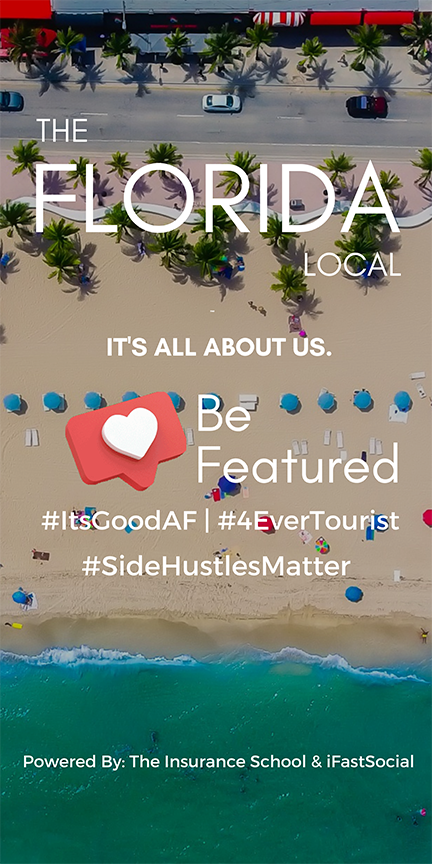 THE
FLORIDA
LOCAL
-
IT'S ALL ABOUT US.
Be
Featured
#ItsGoodAF | #4EverTourist
#SideHustlesMatter
Powered By: The Insurance School & iFastSocial